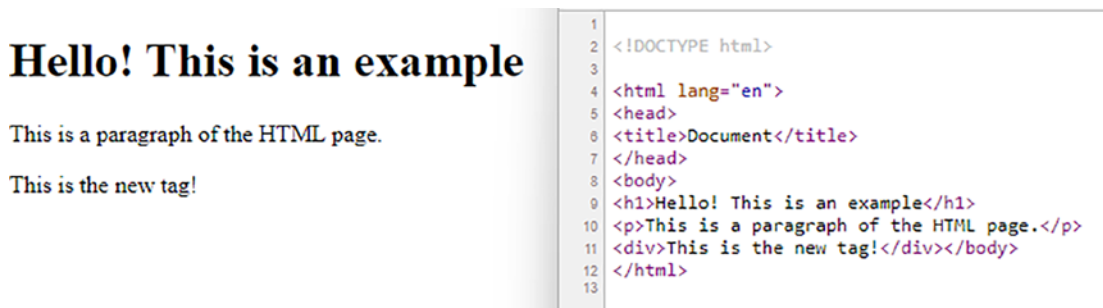 Hello! This is an example
This is a paragraph of the HTML page.
This is the new tag!
1
2 <!DOCTYPE html>
3
4 <html lang="en">
5 <head>
6 <title>Document</title>
7 </head>
8 <body>
9 <h1>Hello! This is an example</h1>
10 <p>This is a paragraph of the HTML page.</p>
11 <div>This is the new tag!</div></body>
12 </html>
13